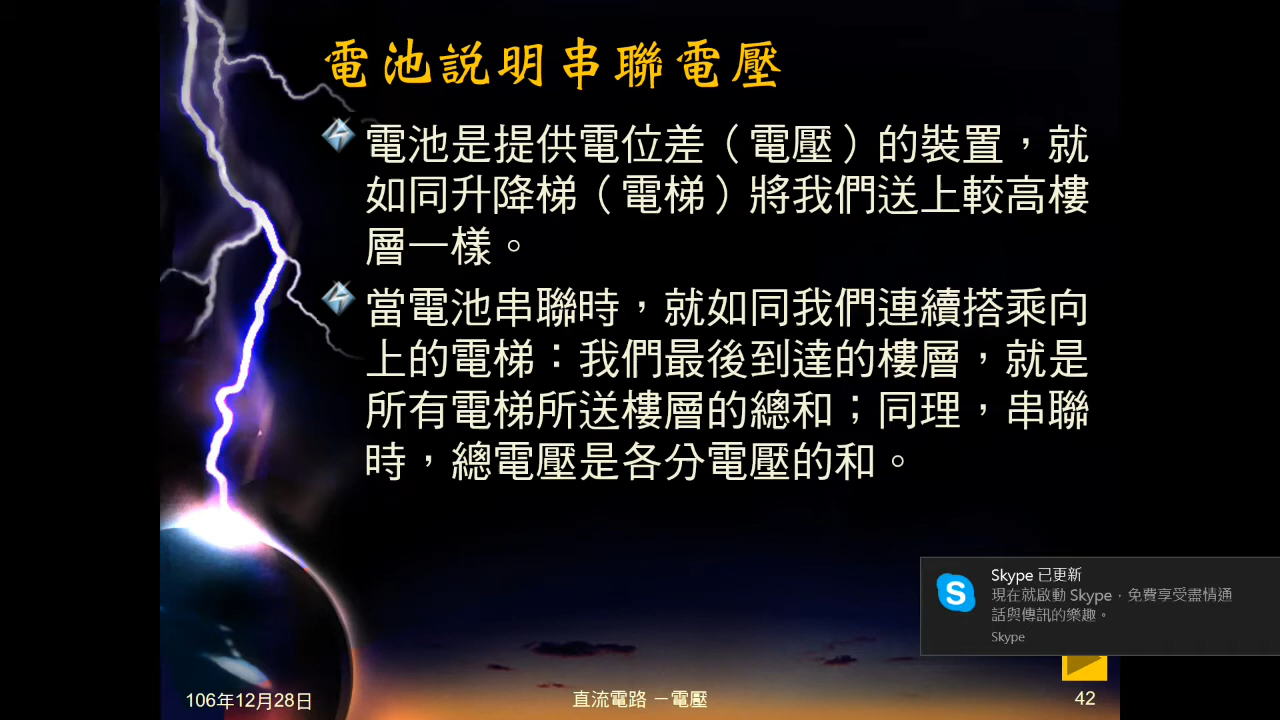 電池説明串聯電壓
電池是提供電位差（電壓）的裝置，就
如同升降梯（電梯）將我們送上較高樓
層一樣。
當電池串聯時，就如同我們連續搭乘向
上的電梯：我們最後到達的樓層，就是
所有電梯所送樓層的總和；同理，串聯
時，總電壓是各分電壓的和。
Skype 已更新
現在就啟動 Skype，免費享受盡情通
話與傳訊的樂趣。
Skype
106年12月28日
直流電路 －電壓
42